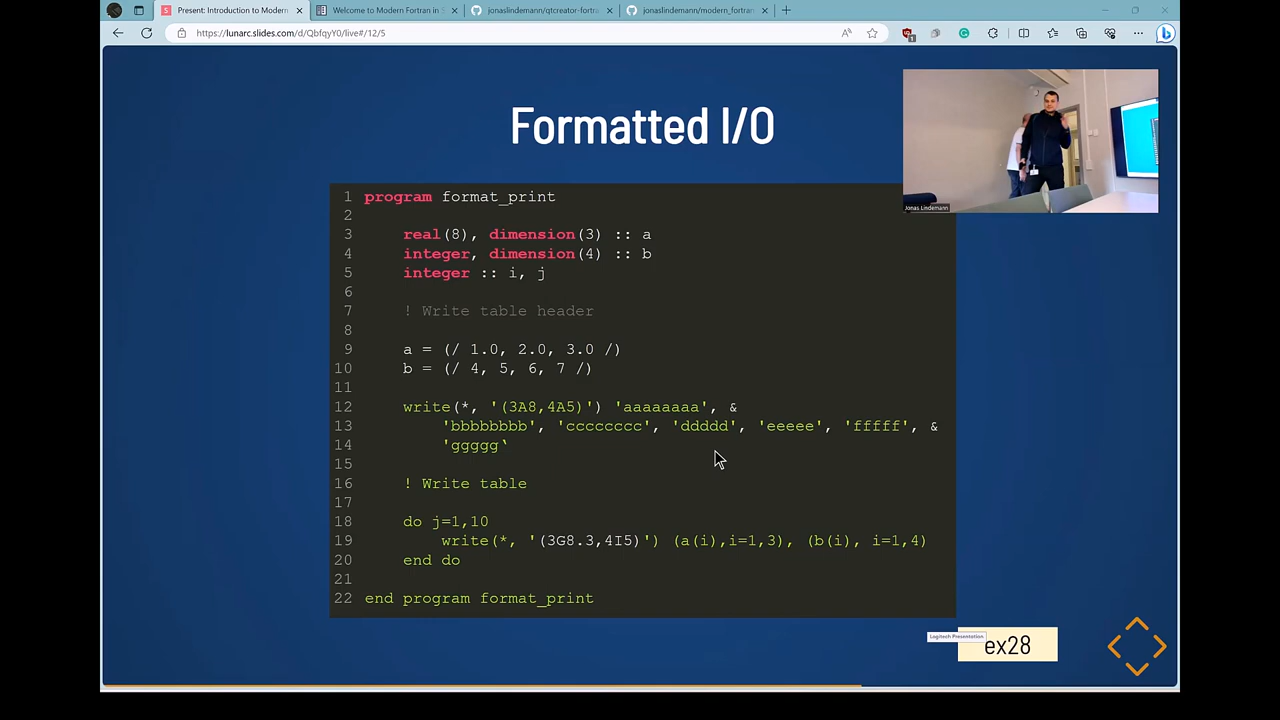 Present: Introduction to Modern
Welcome to Modern Fortran in S
jonaslindemann/qtcreator-fortra
jonaslindemann/modern_fortran
https://lunarc.slides.com/d/QbfqyY0/live#/12/5
Formatted I/O
Jonas Lindemann
1 program format_print
2
3 real(8), dimension(3) :: a
4 integer, dimension(4) :: b
5 integer :: i, j
6
7 ! Write table header
8
9 a = (/ 1.0, 2.0, 3.0 /)
10 b = (/ 4, 5, 6, 7 /)
11
12 write(*, '(3A8,4A5)') 'aaaaaaaa', &
13 'bbbbbbbb', 'cccccccc', 'ddddd', 'eeeee', 'fffff', &
14 'ggggg‘
15
16 ! Write table
17
18 do j=1,10
19 write(*, '(3G8.3,4I5)') (a(i),i=1,3), (b(i), i=1,4)
20 end do
21
22 end program format_print
Logitech Presentation
ex28